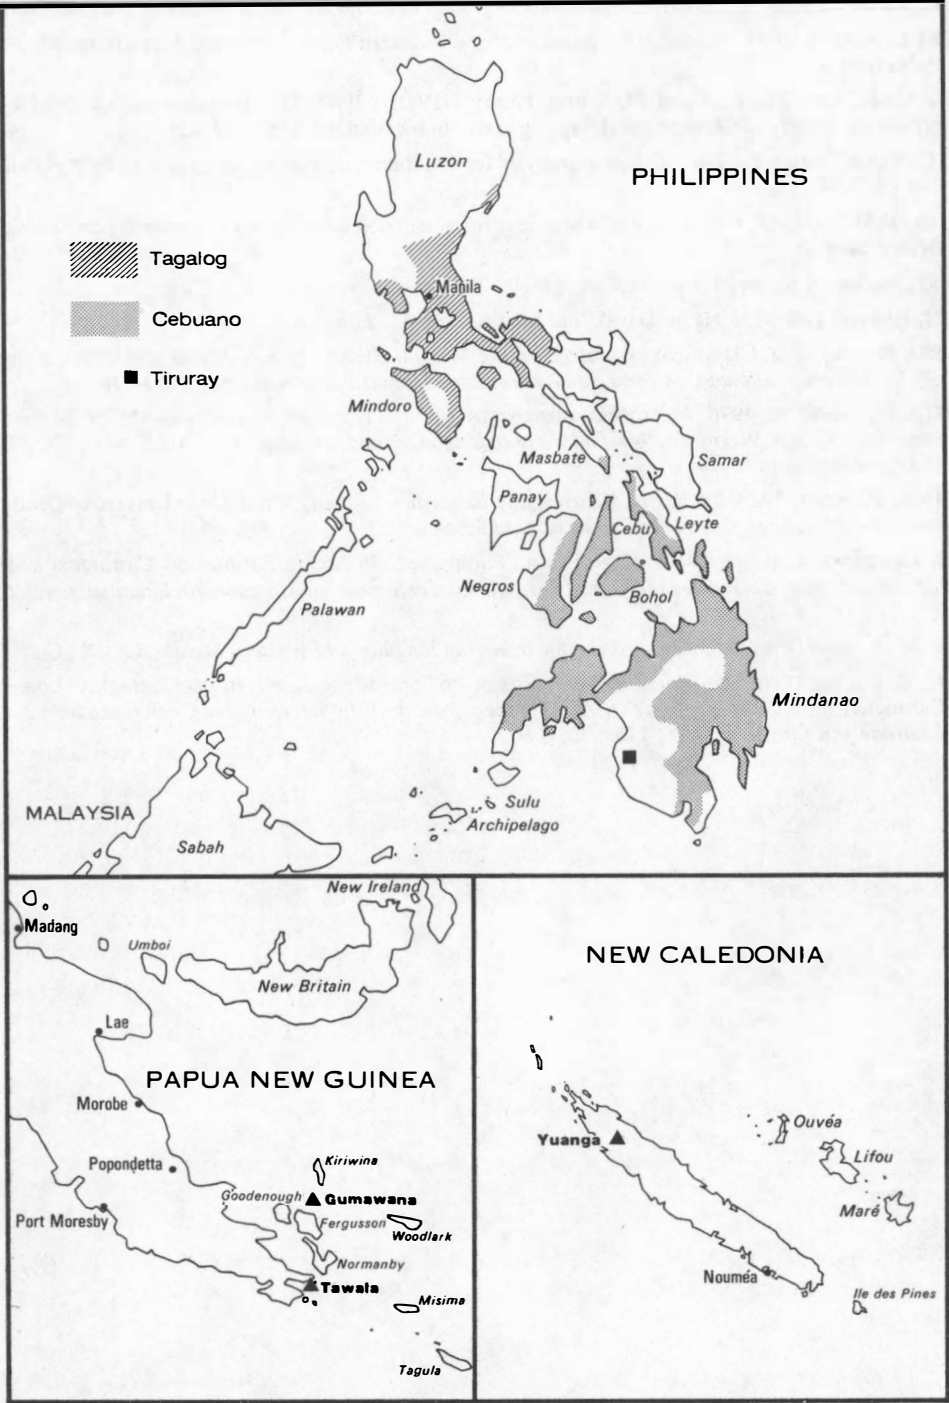 Luzon
PHILIPPINES
Tagalog
Manila
Cebuano
Tiruray
Mindoro
Masbate
Samar
Panay
Cebu
Leyte
Negros
Bohol
Palawan
Mindanao
Sulu
Archipelago
MALAYSIA
Sabah
New Ireland
Madang
Umboi
New Britain
Lae
PAPUA NEW GUINEA
Morobe
Popondetta
Kiriwina
Goodenough
Gumawana
Port Moresby
Fergusson
Woodlark
Normanby
Tawala
Misima
Tagula
NEW CALEDONIA
Ouvéa
Yuanga
Lifou
Maré
Nouméa
Ile des Pines